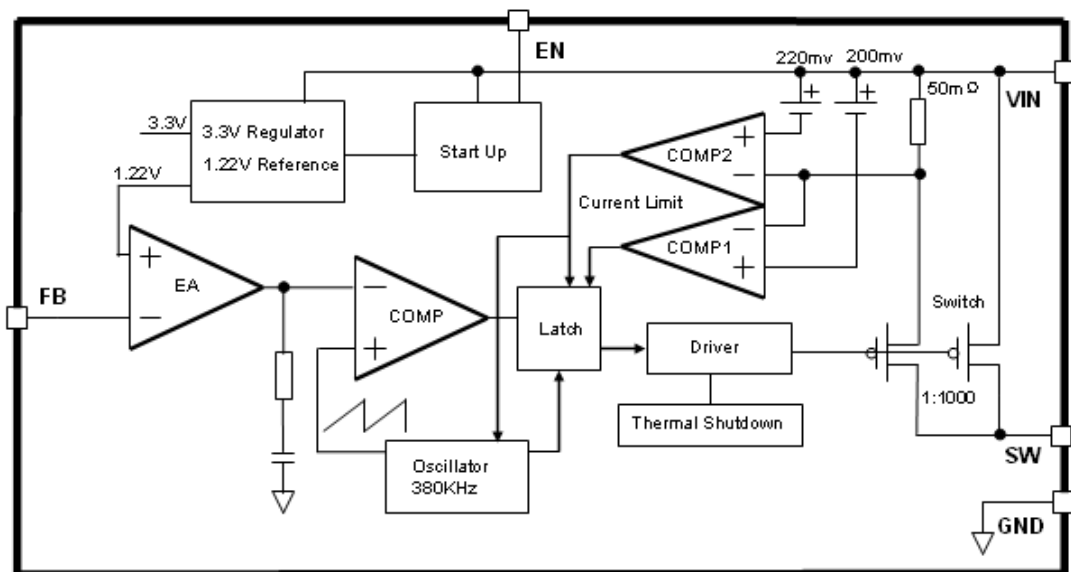 EN
220mv 200mv
50mΩ
VIN
3.3V
3.3V Regulator
1.22V Reference
Start Up
COMP2
1.22V
Current Limit
COMP1
EA
FB
COMP
Switch
Latch
Driver
1:1000
Thermal Shutdown
Oscillator
380KHz
SW
GND